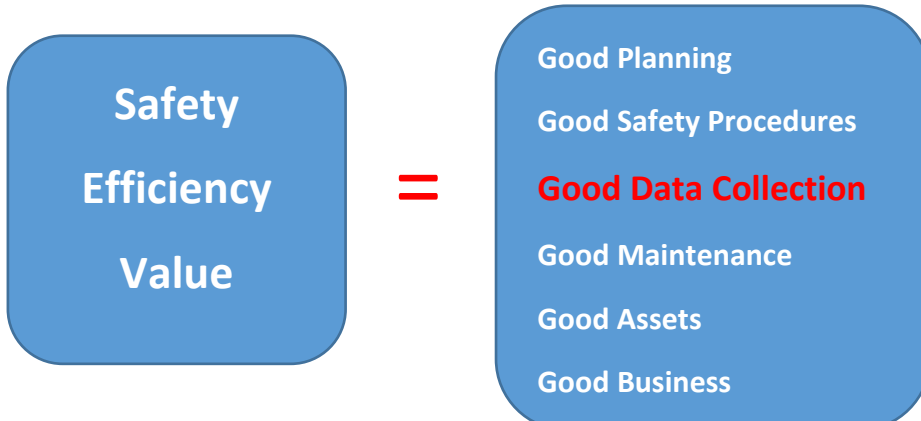 Safety
Efficiency
Value
=
Good Planning
Good Safety Procedures
Good Data Collection
Good Maintenance
Good Assets
Good Business